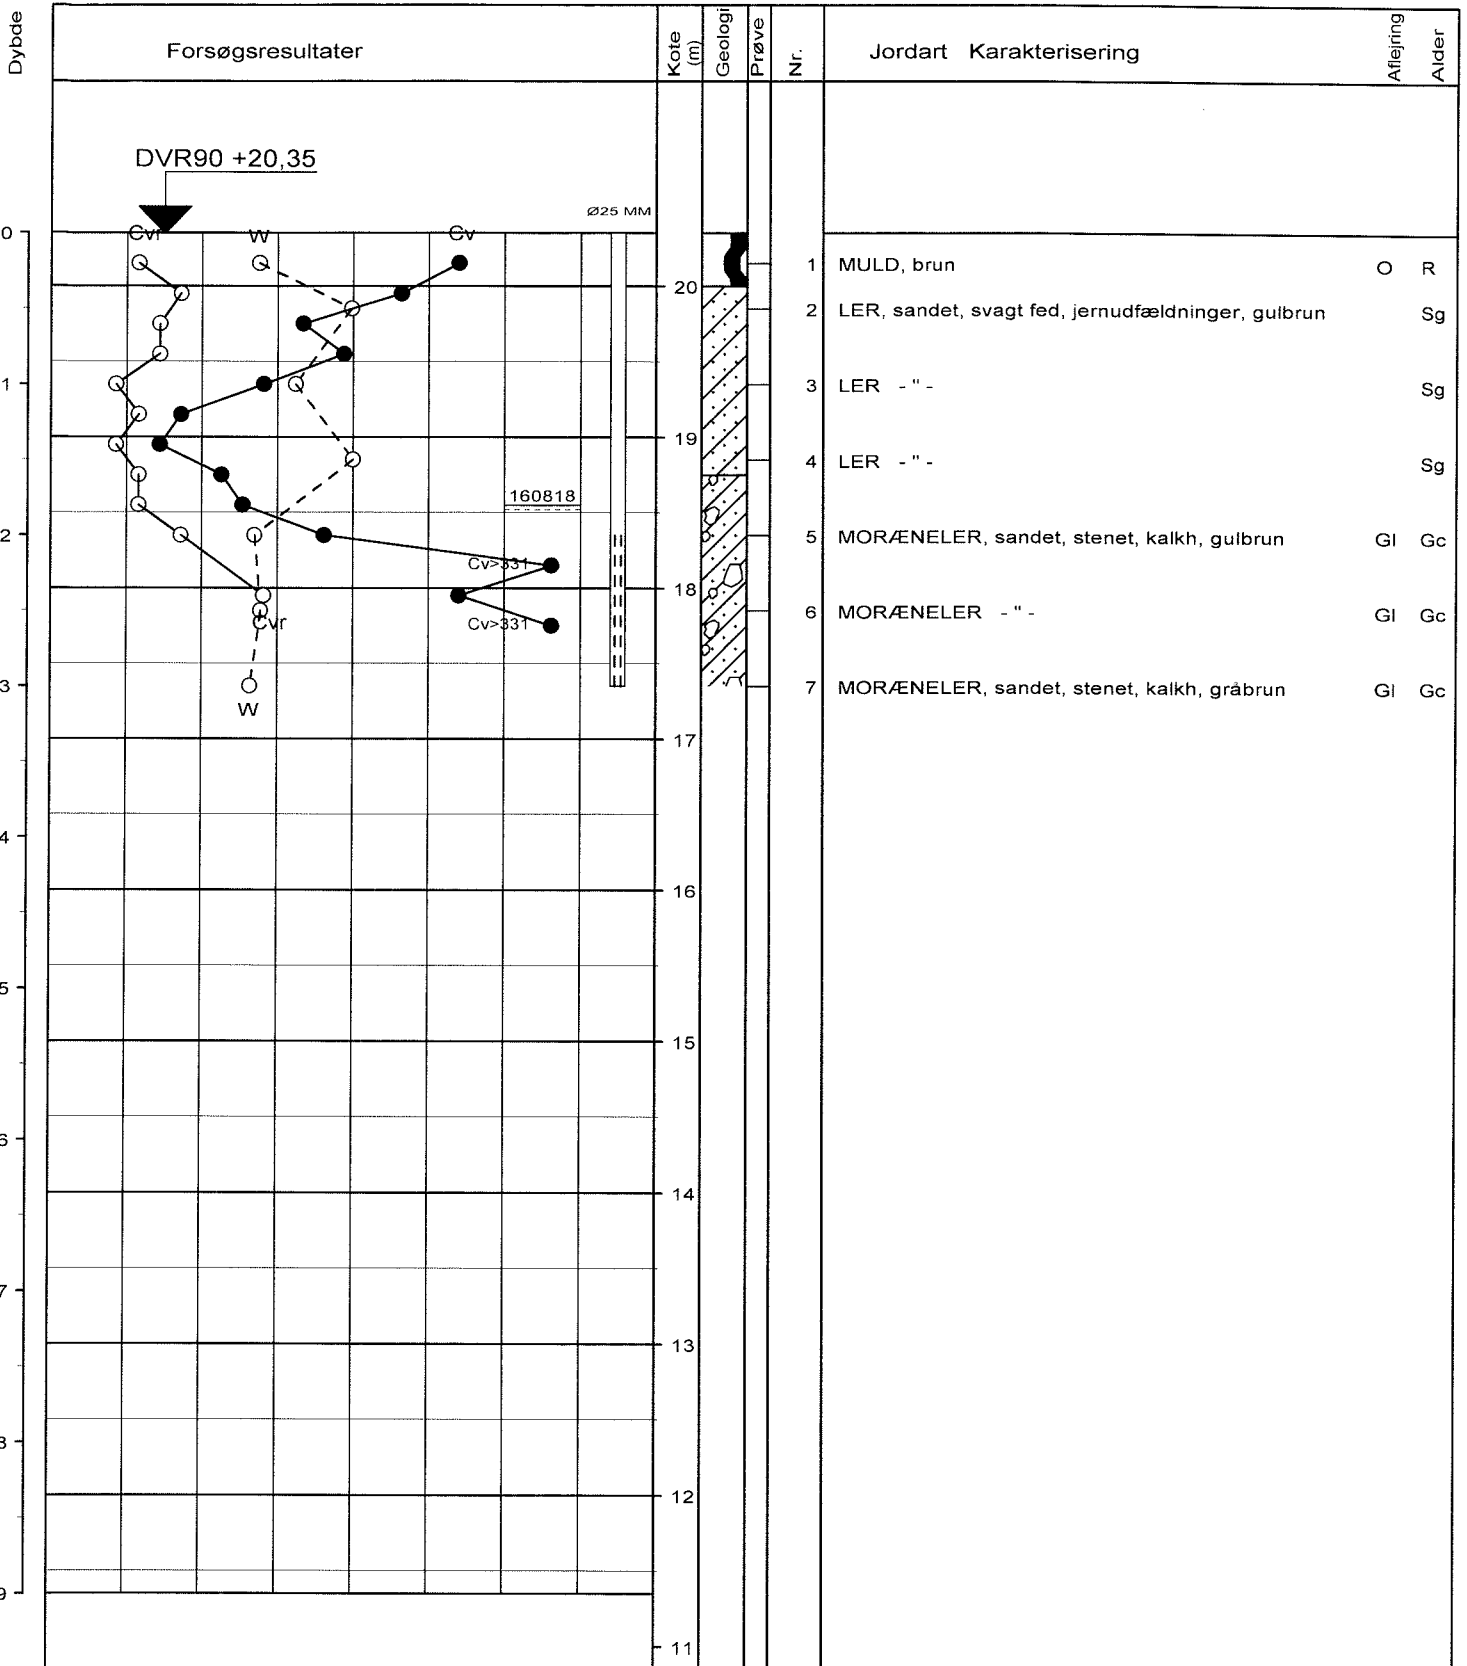 Dybde
Forsøgsresultater
Kote (m)
Geologi
Prøve
Nr.
Jordart Karakterisering
Aflejring
Alder
DVR90 +20,35
Ø25 MM
0
Cvr W Cv
1 MULD, brun O R
20
2 LER, sandet, svagt fed, jernudfældninger, gulbrun Sg
1
3 LER - " - Sg
19
4 LER - " - Sg
160818
2
5 MORÆNELER, sandet, stenet, kalkh, gulbrun Gl Gc
Cv>331
18
6 MORÆNELER - " - Gl Gc
Cvr
Cv>331
3
7 MORÆNELER, sandet, stenet, kalkh, gråbrun Gl Gc
W
17
4
16
5
15
6
14
7
13
8
12
9
11